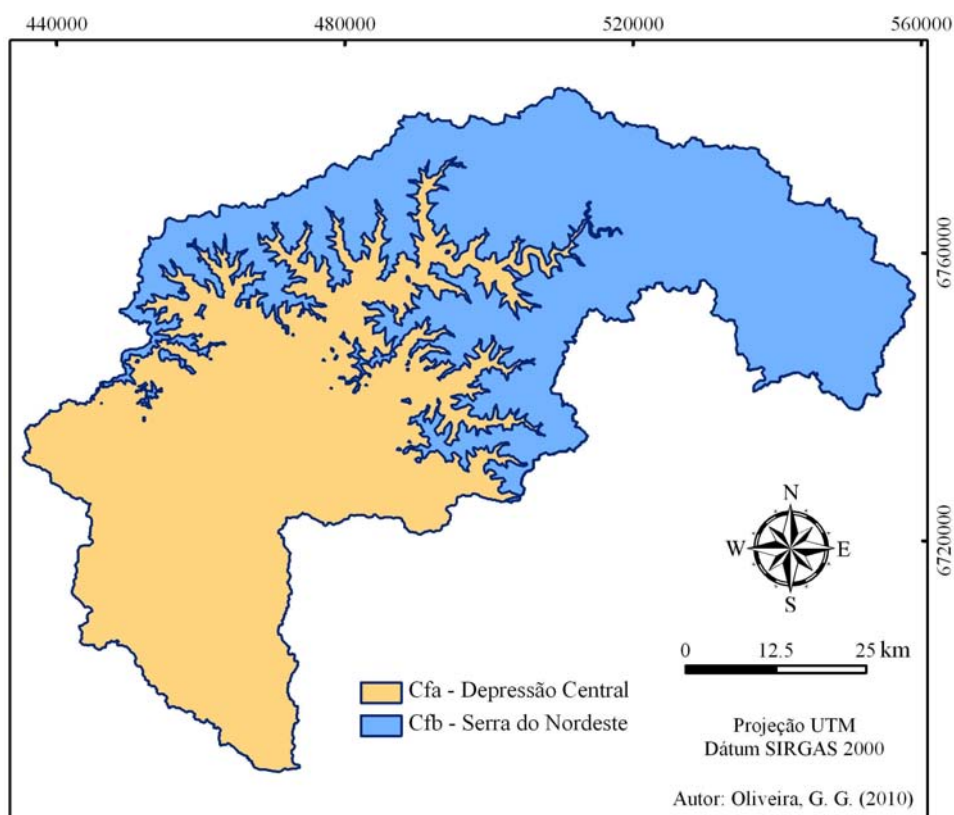 440000 480000 520000 560000
6760000
6720000
N
W E
S
0 12.5 25 km
Cfa - Depressão Central
Cfb - Serra do Nordeste
Projeção UTM
Dátum SIRGAS 2000
Autor: Oliveira, G. G. (2010)